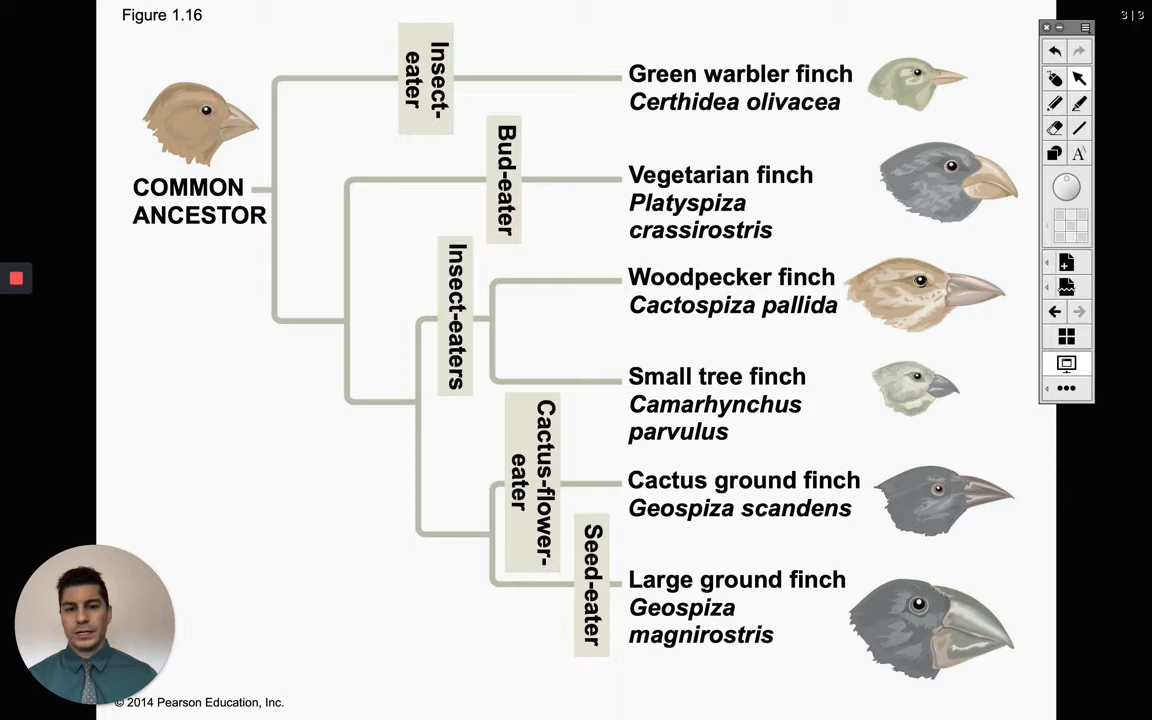 Figure 1.16
3 | 3
Insect-
eater
Green warbler finch
Certhidea olivacea
COMMON
ANCESTOR
Bud-eater
Vegetarian finch
Platyspiza
crassirostris
Insect-eaters
Woodpecker finch
Cactospiza pallida
Small tree finch
Camarhynchus
parvulus
Cactus-flower-
eater
Cactus ground finch
Geospiza scandens
Seed-eater
Large ground finch
Geospiza
magnirostris
© 2014 Pearson Education, Inc.
A